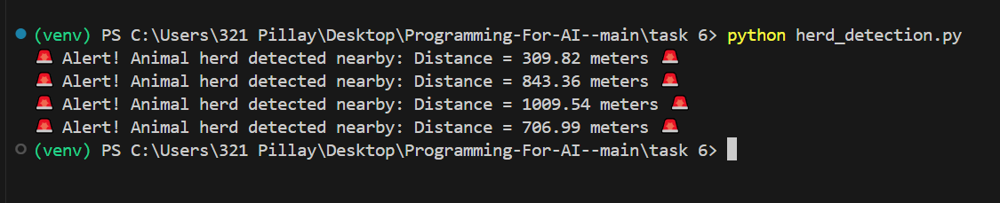 (venv) PS C:\Users\321 Pillay\Desktop\Programming-For-AI--main\task 6> python herd_detection.py
🚨 Alert! Animal herd detected nearby: Distance = 309.82 meters 🚨
🚨 Alert! Animal herd detected nearby: Distance = 843.36 meters 🚨
🚨 Alert! Animal herd detected nearby: Distance = 1009.54 meters 🚨
🚨 Alert! Animal herd detected nearby: Distance = 706.99 meters 🚨
(venv) PS C:\Users\321 Pillay\Desktop\Programming-For-AI--main\task 6>